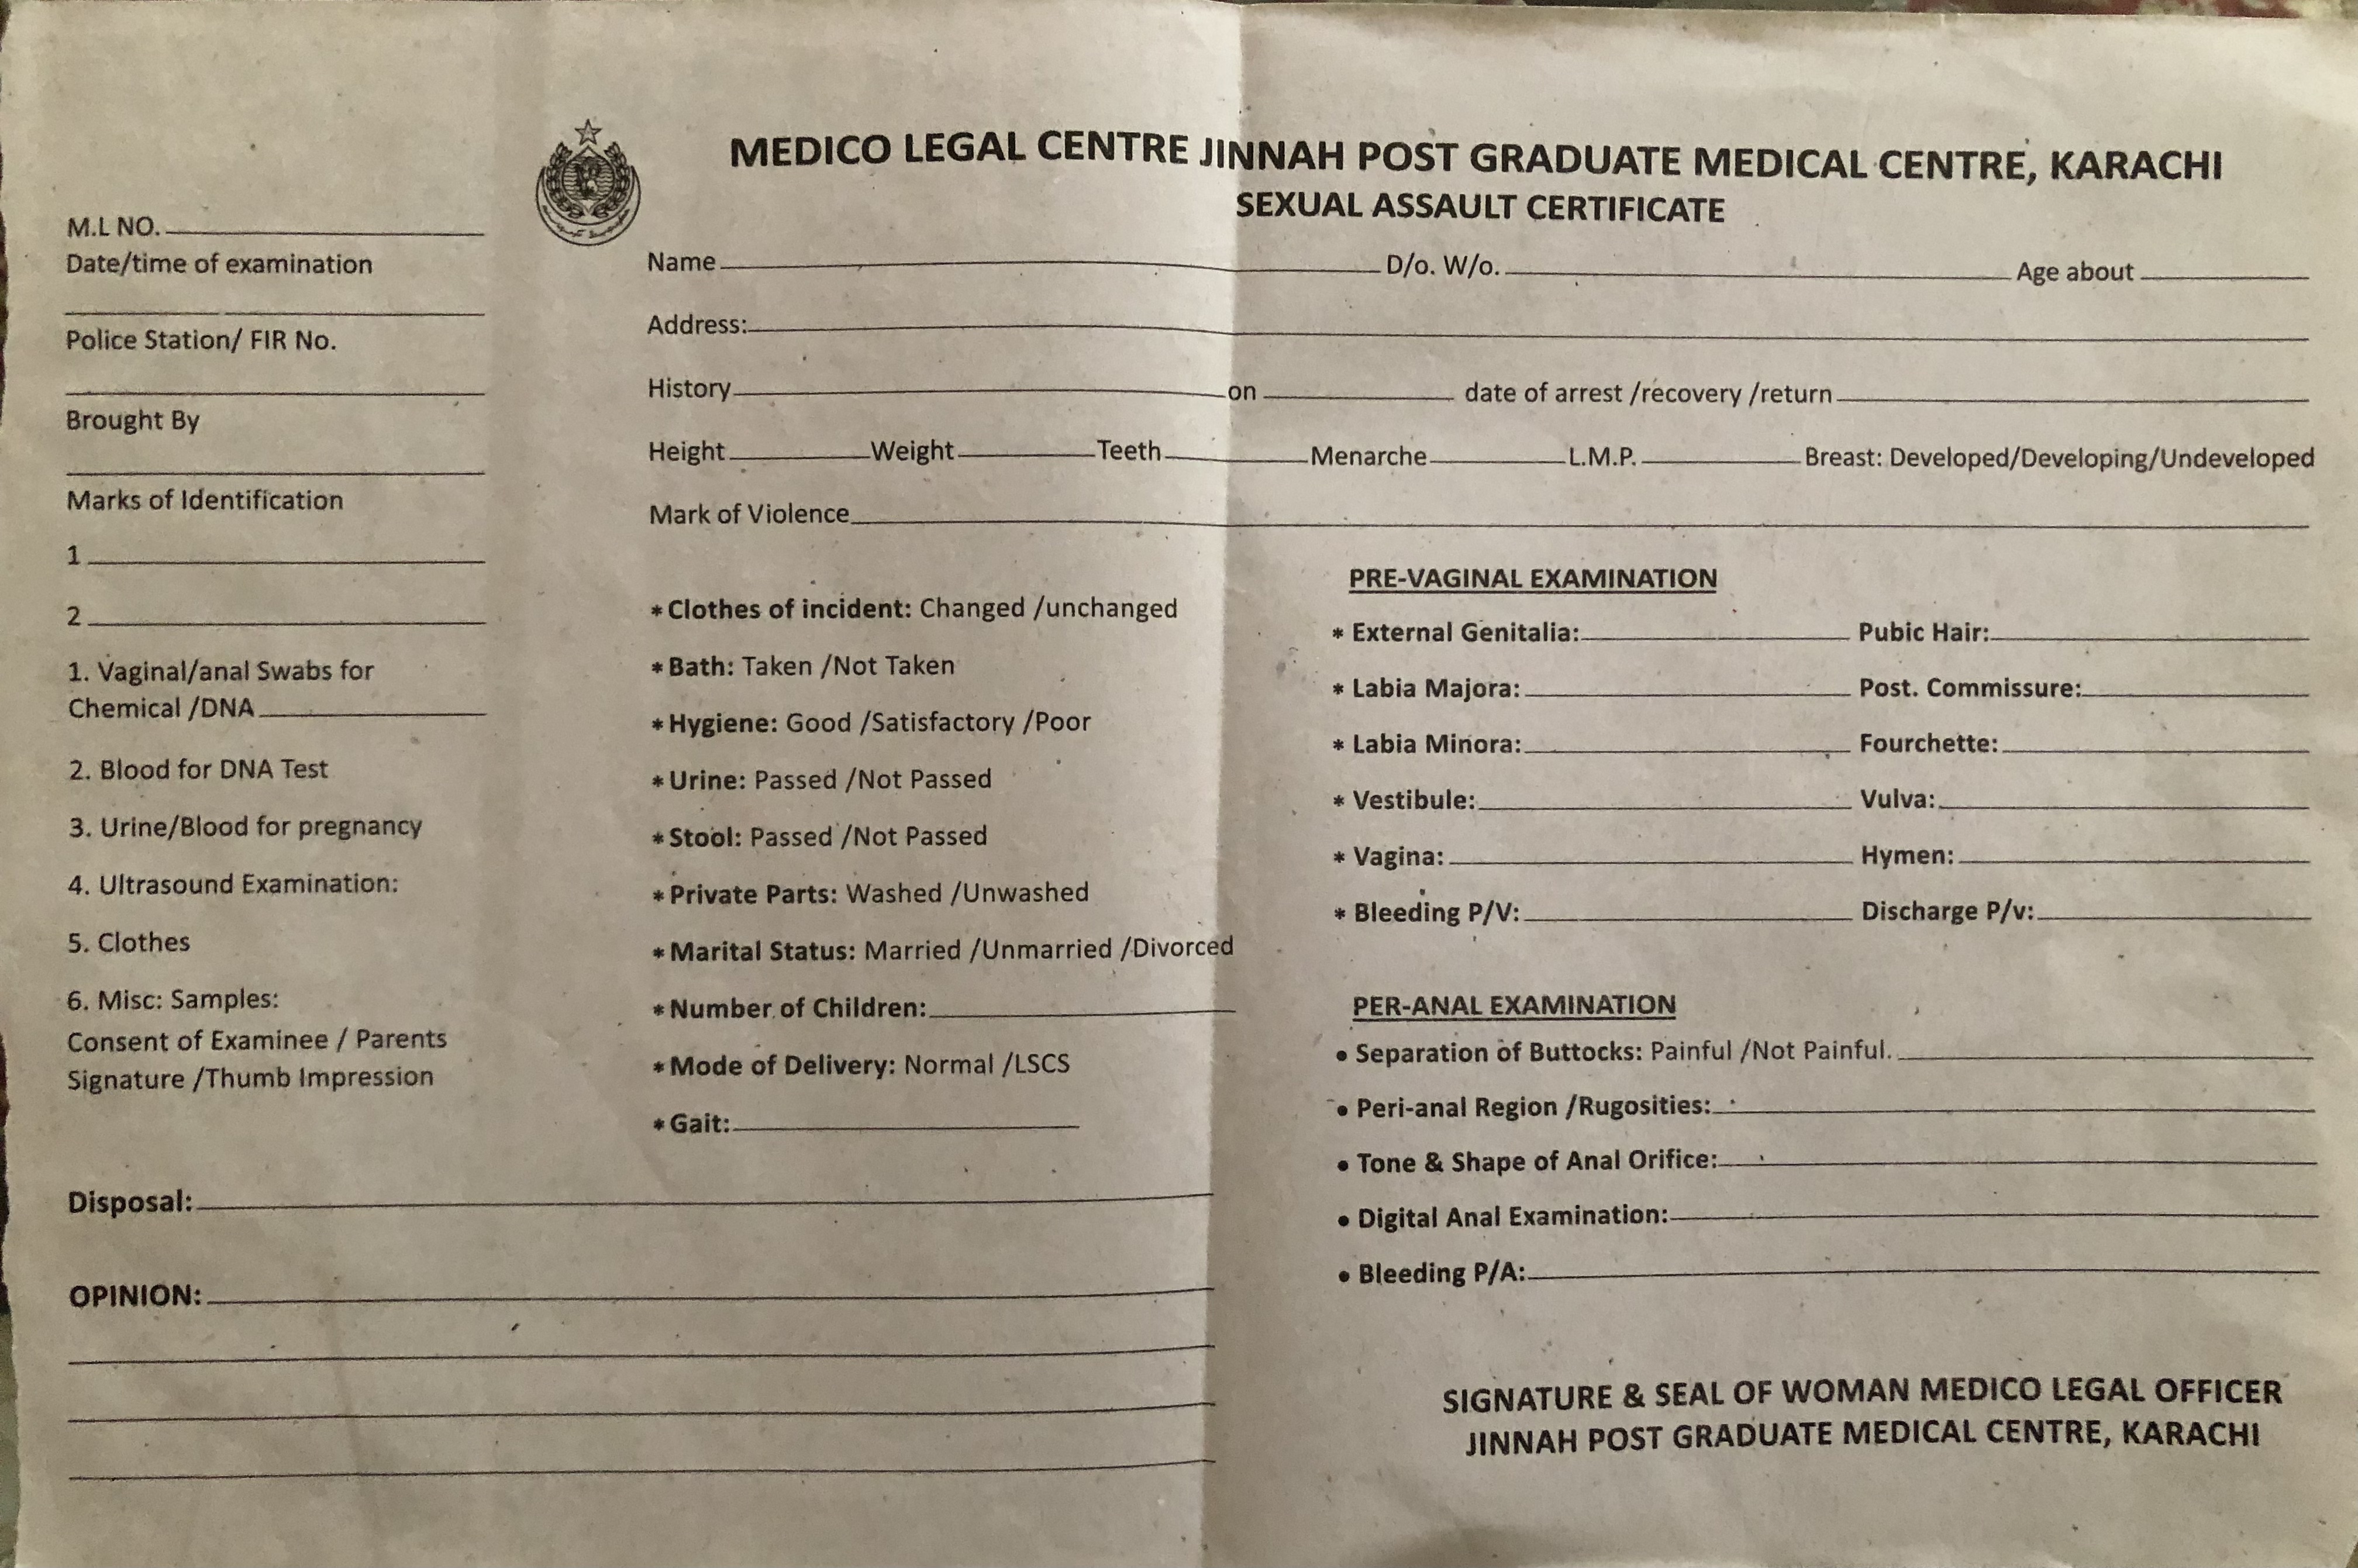 MEDICO LEGAL CENTRE JINNAH POST GRADUATE MEDICAL CENTRE, KARACHI
SEXUAL ASSAULT CERTIFICATE
M.L NO.
Date/time of examination
Police Station/ FIR No.
Brought By
Marks of Identification
1
2
1. Vaginal/anal Swabs for
Chemical /DNA
2. Blood for DNA Test
3. Urine/Blood for pregnancy
4. Ultrasound Examination:
5. Clothes
6. Misc: Samples:
Consent of Examinee / Parents
Signature /Thumb Impression
Name D/o. W/o. Age about
Address:
History on date of arrest /recovery /return
Height Weight Teeth Menarche L.M.P. Breast: Developed/Developing/Undeveloped
Mark of Violence
* Clothes of incident: Changed /unchanged
* Bath: Taken /Not Taken
* Hygiene: Good /Satisfactory /Poor
* Urine: Passed /Not Passed
* Stool: Passed /Not Passed
* Private Parts: Washed /Unwashed
* Marital Status: Married /Unmarried /Divorced
* Number of Children:
* Mode of Delivery: Normal /LSCS
* Gait:
PRE-VAGINAL EXAMINATION
* External Genitalia: Pubic Hair:
* Labia Majora: Post. Commissure:
* Labia Minora: Fourchette:
* Vestibule: Vulva:
* Vagina: Hymen:
* Bleeding P/V: Discharge P/v:
PER-ANAL EXAMINATION
• Separation of Buttocks: Painful /Not Painful.
• Peri-anal Region /Rugosities:
• Tone & Shape of Anal Orifice:
• Digital Anal Examination:
• Bleeding P/A:
Disposal:
OPINION:
SIGNATURE & SEAL OF WOMAN MEDICO LEGAL OFFICER
JINNAH POST GRADUATE MEDICAL CENTRE, KARACHI